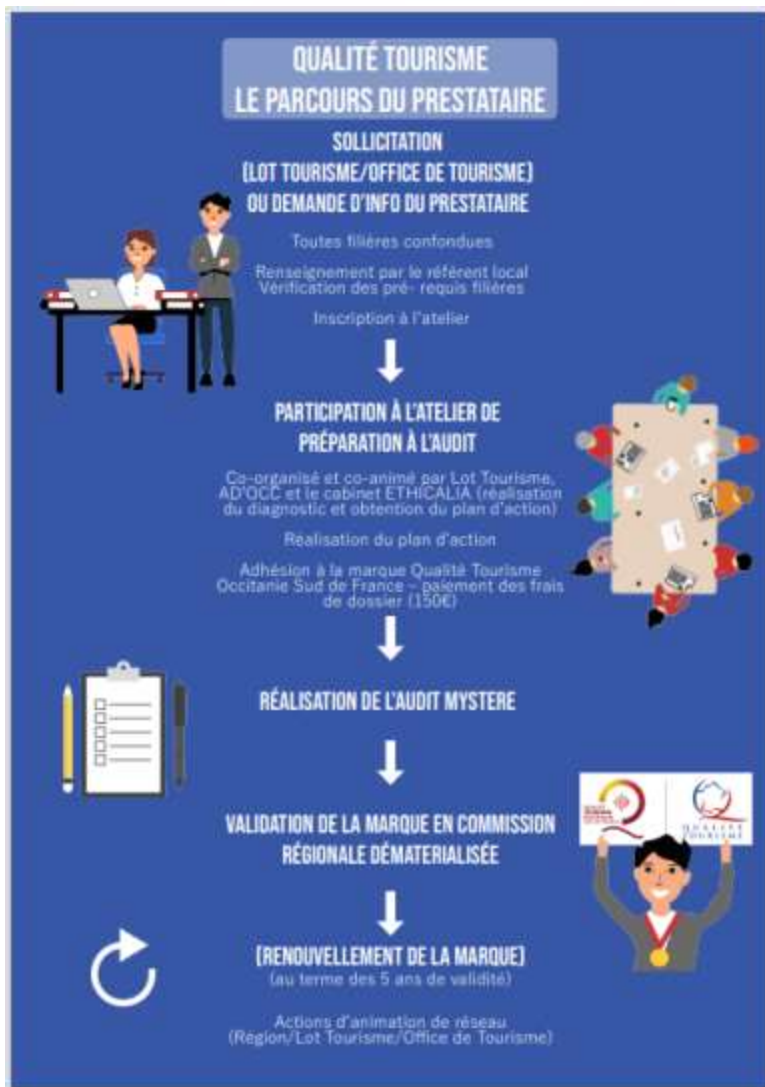 QUALITÉ TOURISME
LE PARCOURS DU PRESTATAIRE
SOLLICITATION
(LOT TOURISME/OFFICE DE TOURISME)
OU DEMANDE D'INFO DU PRESTATAIRE
Toutes filières confondues
Renseignement par le référent local
Vérification des pré- requis filières
Inscription à l'atelier
PARTICIPATION À L'ATELIER DE
PRÉPARATION À L'AUDIT
Co-organisé et co-animé par Lot Tourisme,
AD'OCC et le cabinet ETHICALIA (réalisation
du diagnostic et obtention du plan d'action)
Réalisation du plan d'action
Adhésion à la marque Qualité Tourisme
Occitanie Sud de France – paiement des frais
de dossier (150€)
RÉALISATION DE L'AUDIT MYSTERE
VALIDATION DE LA MARQUE EN COMMISSION
RÉGIONALE DÉMATERIALISÉE
QUALITÉ
TOURISME
(RENOUVELLEMENT DE LA MARQUE)
(au terme des 5 ans de validité)
Actions d'animation de réseau
(Région/Lot Tourisme/Office de Tourisme)